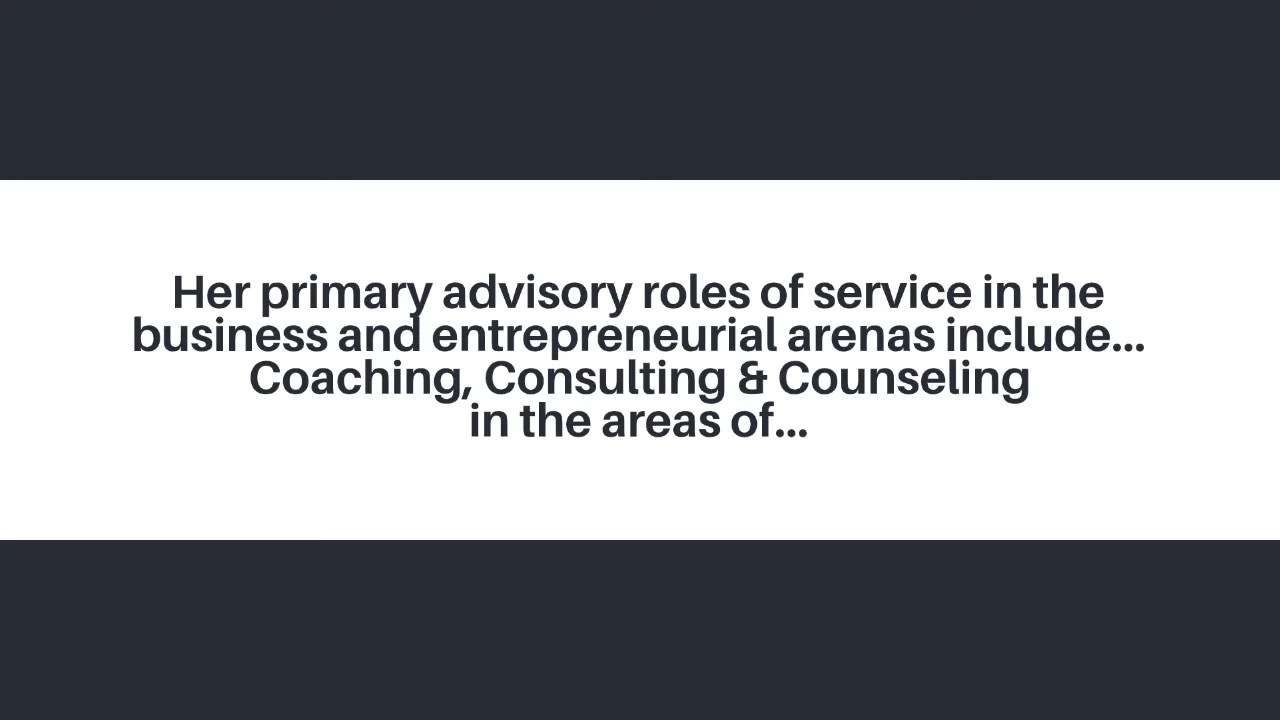 Her primary advisory roles of service in the
business and entrepreneurial arenas include...
Coaching, Consulting & Counseling
in the areas of...